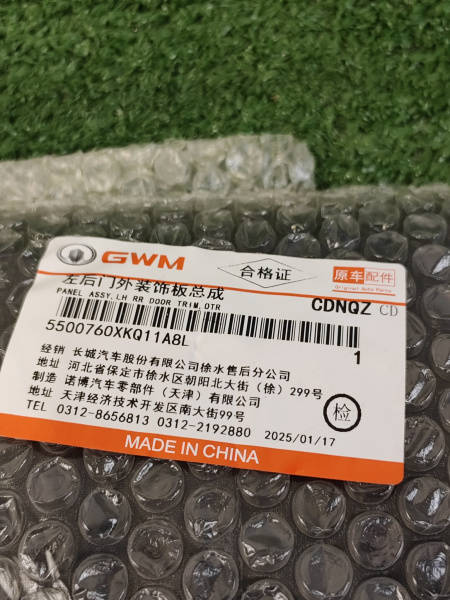 GWM
合格证
原车配件
Original Auto Parts
左后门外装饰板总成
PANEL ASSY,LH RR DOOR TRIM,OTR
CDNQZ CD
5500760XKQ11A8L
1
经销 长城汽车股份有限公司徐水售后分公司
地址 河北省保定市徐水区朝阳北大街（徐）299号
制造 诺博汽车零部件（天津）有限公司
地址 天津经济技术开发区南大街99号
TEL 0312-8656813 0312-2192880 2025/01/17
检
MADE IN CHINA